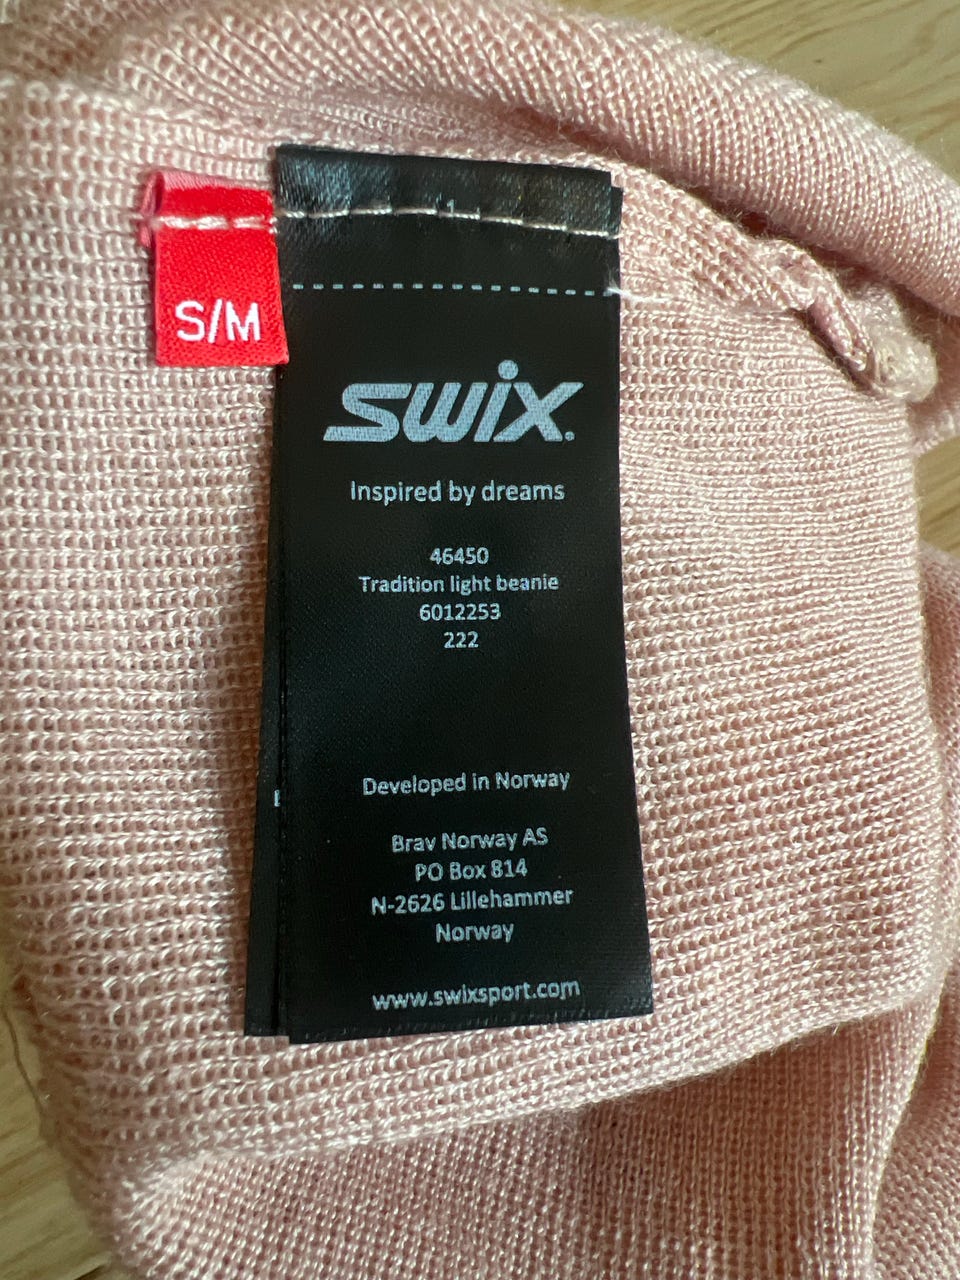 S/M
swix.
Inspired by dreams
46450
Tradition light beanie
6012253
222
Developed in Norway
Brav Norway AS
PO Box 814
N-2626 Lillehammer
Norway
www.swixsport.com